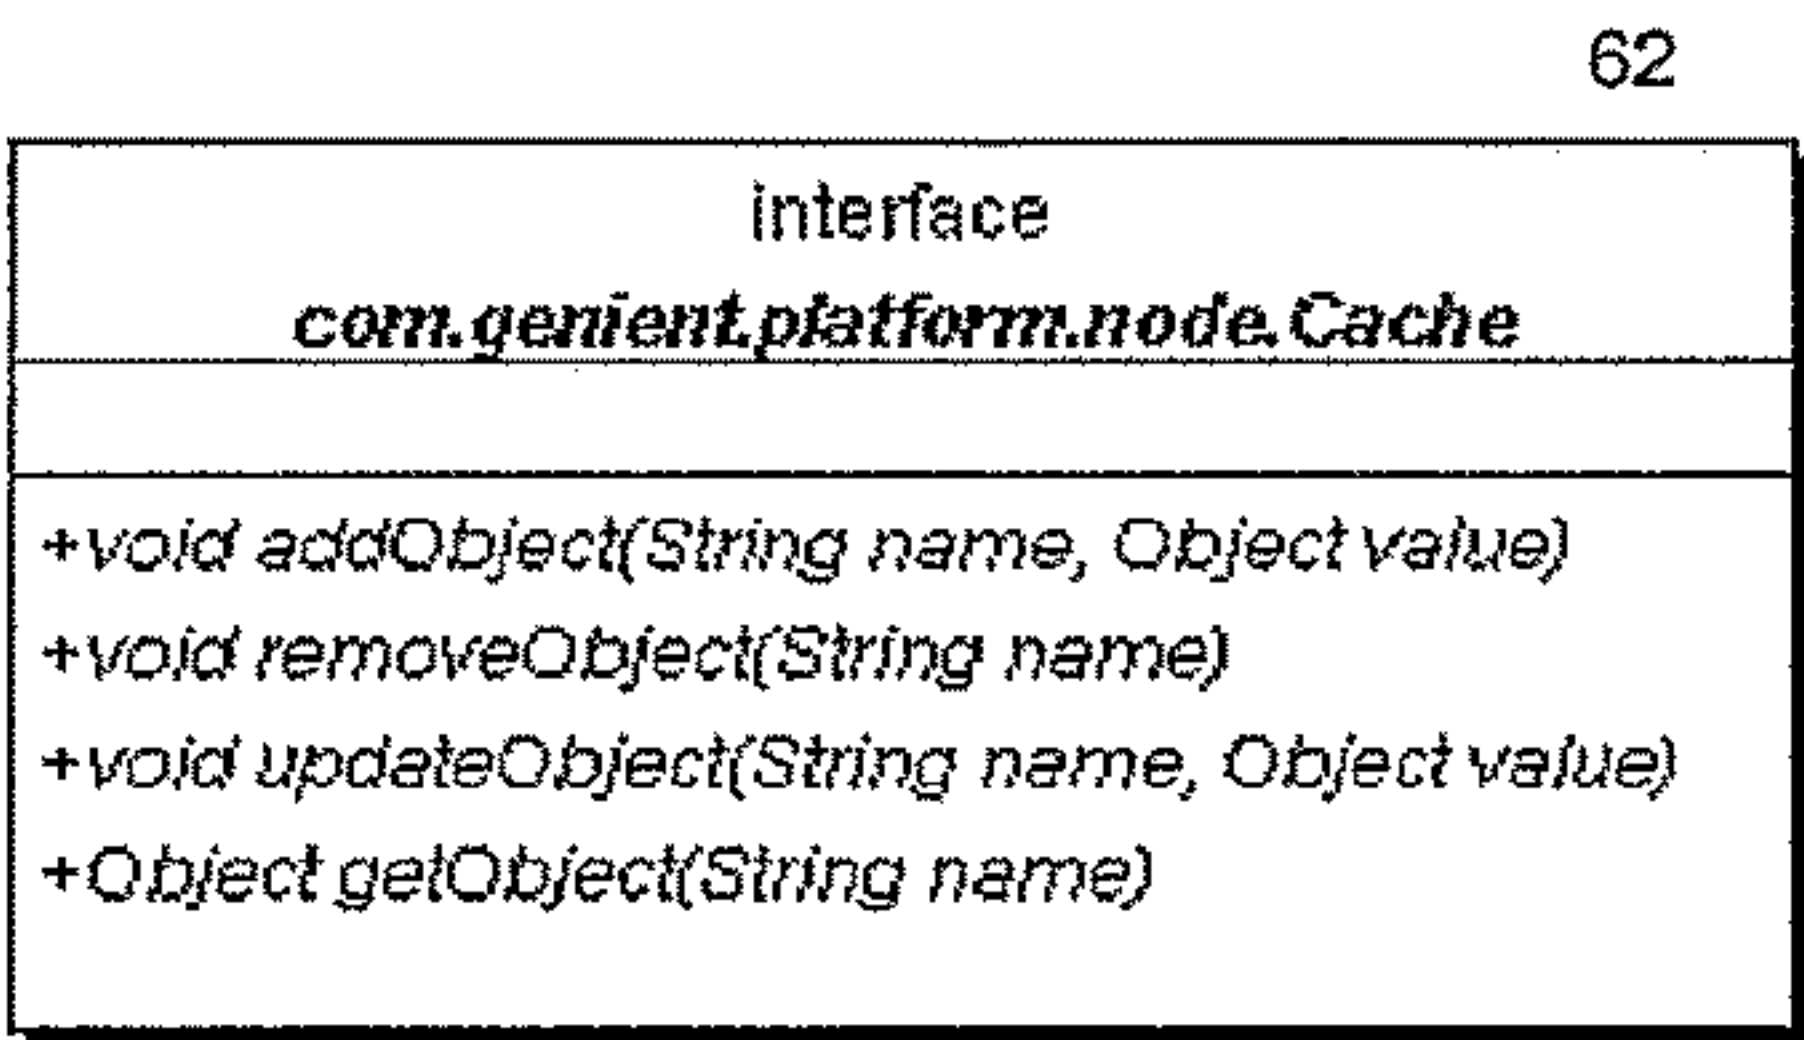 62
interface
com.genient.platform.node.Cache
+void addObject(String name, Object value)
+void removeObject(String name)
+void updateObject(String name, Object value)
+Object getObject(String name)